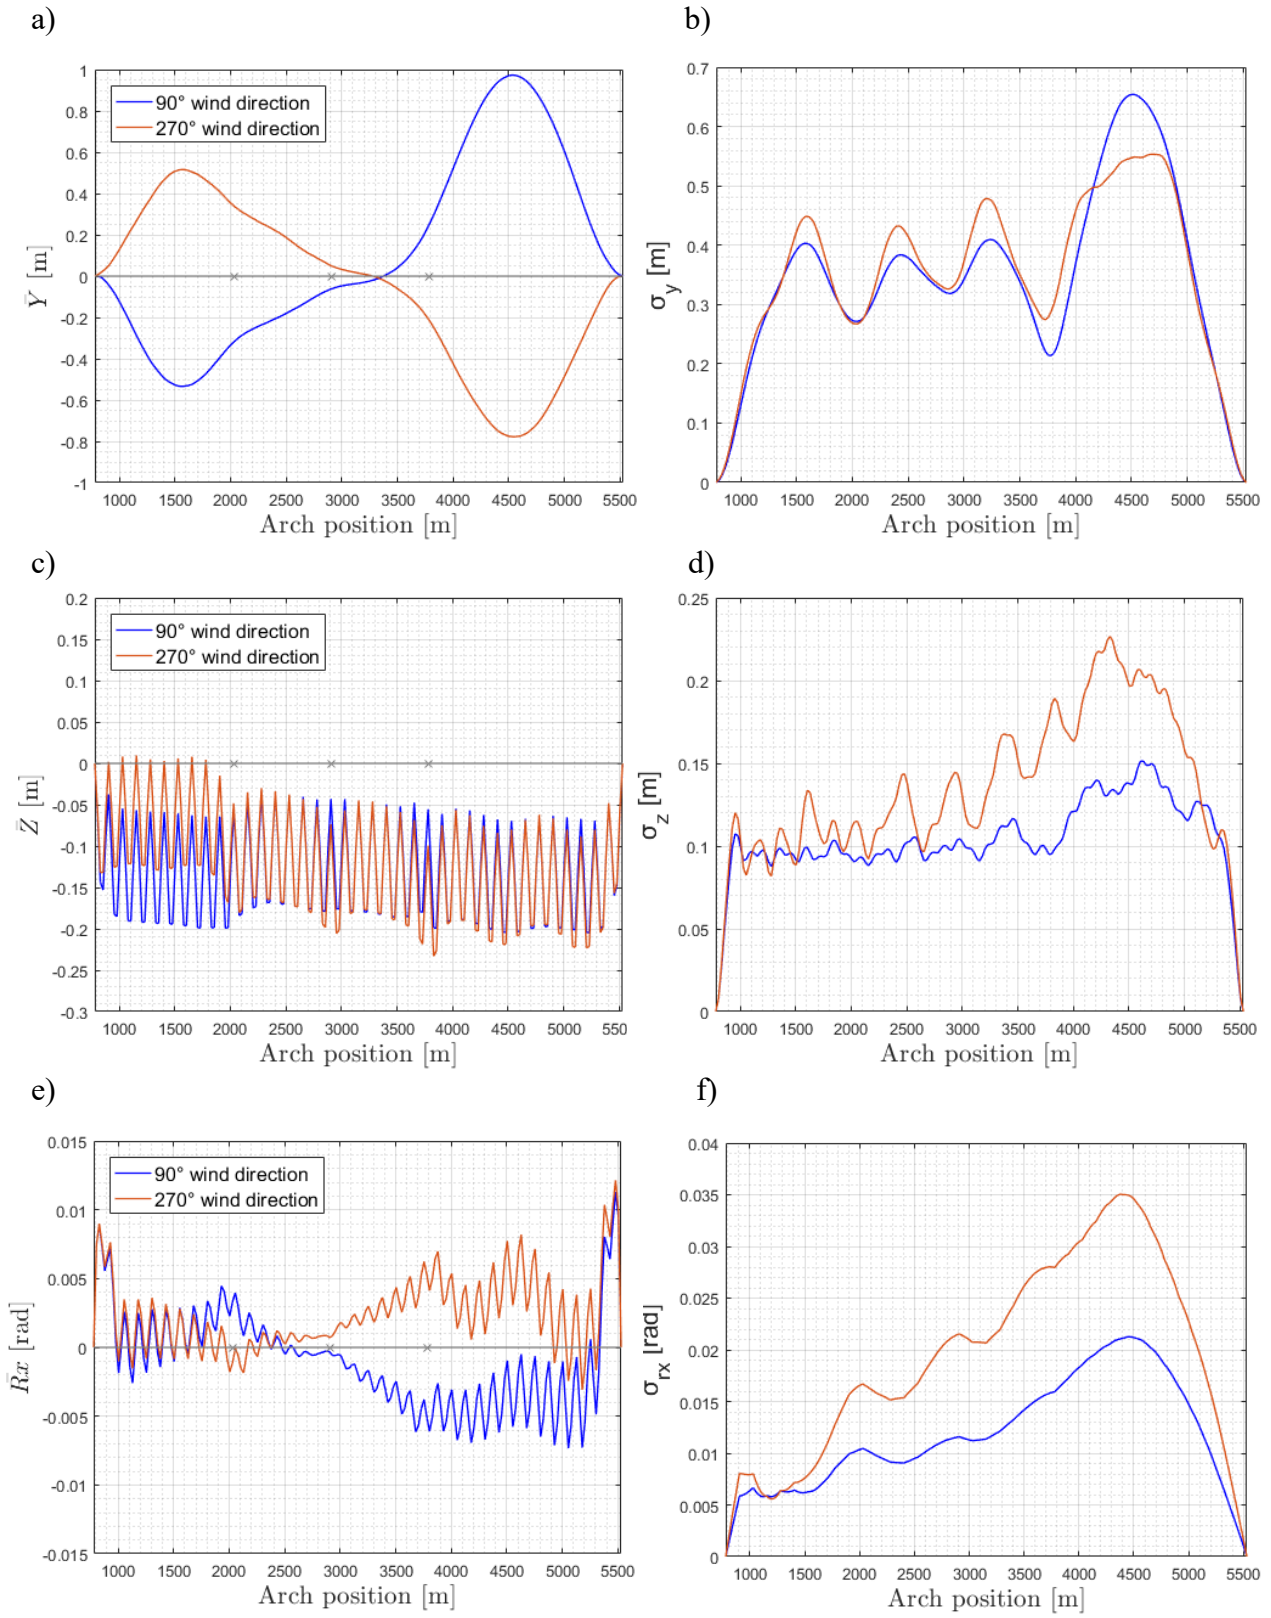 a)
b)
1
0.8
0.6
0.4
0.2
0
-0.2
-0.4
-0.6
-0.8
-1
Ȳ [m]
90° wind direction
270° wind direction
1000 1500 2000 2500 3000 3500 4000 4500 5000 5500
Arch position [m]
0.7
0.6
0.5
0.4
0.3
0.2
0.1
0
σy [m]
1000 1500 2000 2500 3000 3500 4000 4500 5000 5500
Arch position [m]
c)
d)
0.2
0.15
0.1
0.05
0
-0.05
-0.1
-0.15
-0.2
-0.25
-0.3
Z̄ [m]
90° wind direction
270° wind direction
1000 1500 2000 2500 3000 3500 4000 4500 5000 5500
Arch position [m]
0.25
0.2
0.15
0.1
0.05
0
σz [m]
1000 1500 2000 2500 3000 3500 4000 4500 5000 5500
Arch position [m]
e)
f)
0.015
0.01
0.005
0
-0.005
-0.01
-0.015
R̄x [rad]
90° wind direction
270° wind direction
1000 1500 2000 2500 3000 3500 4000 4500 5000 5500
Arch position [m]
0.04
0.035
0.03
0.025
0.02
0.015
0.01
0.005
0
σrx [rad]
1000 1500 2000 2500 3000 3500 4000 4500 5000 5500
Arch position [m]